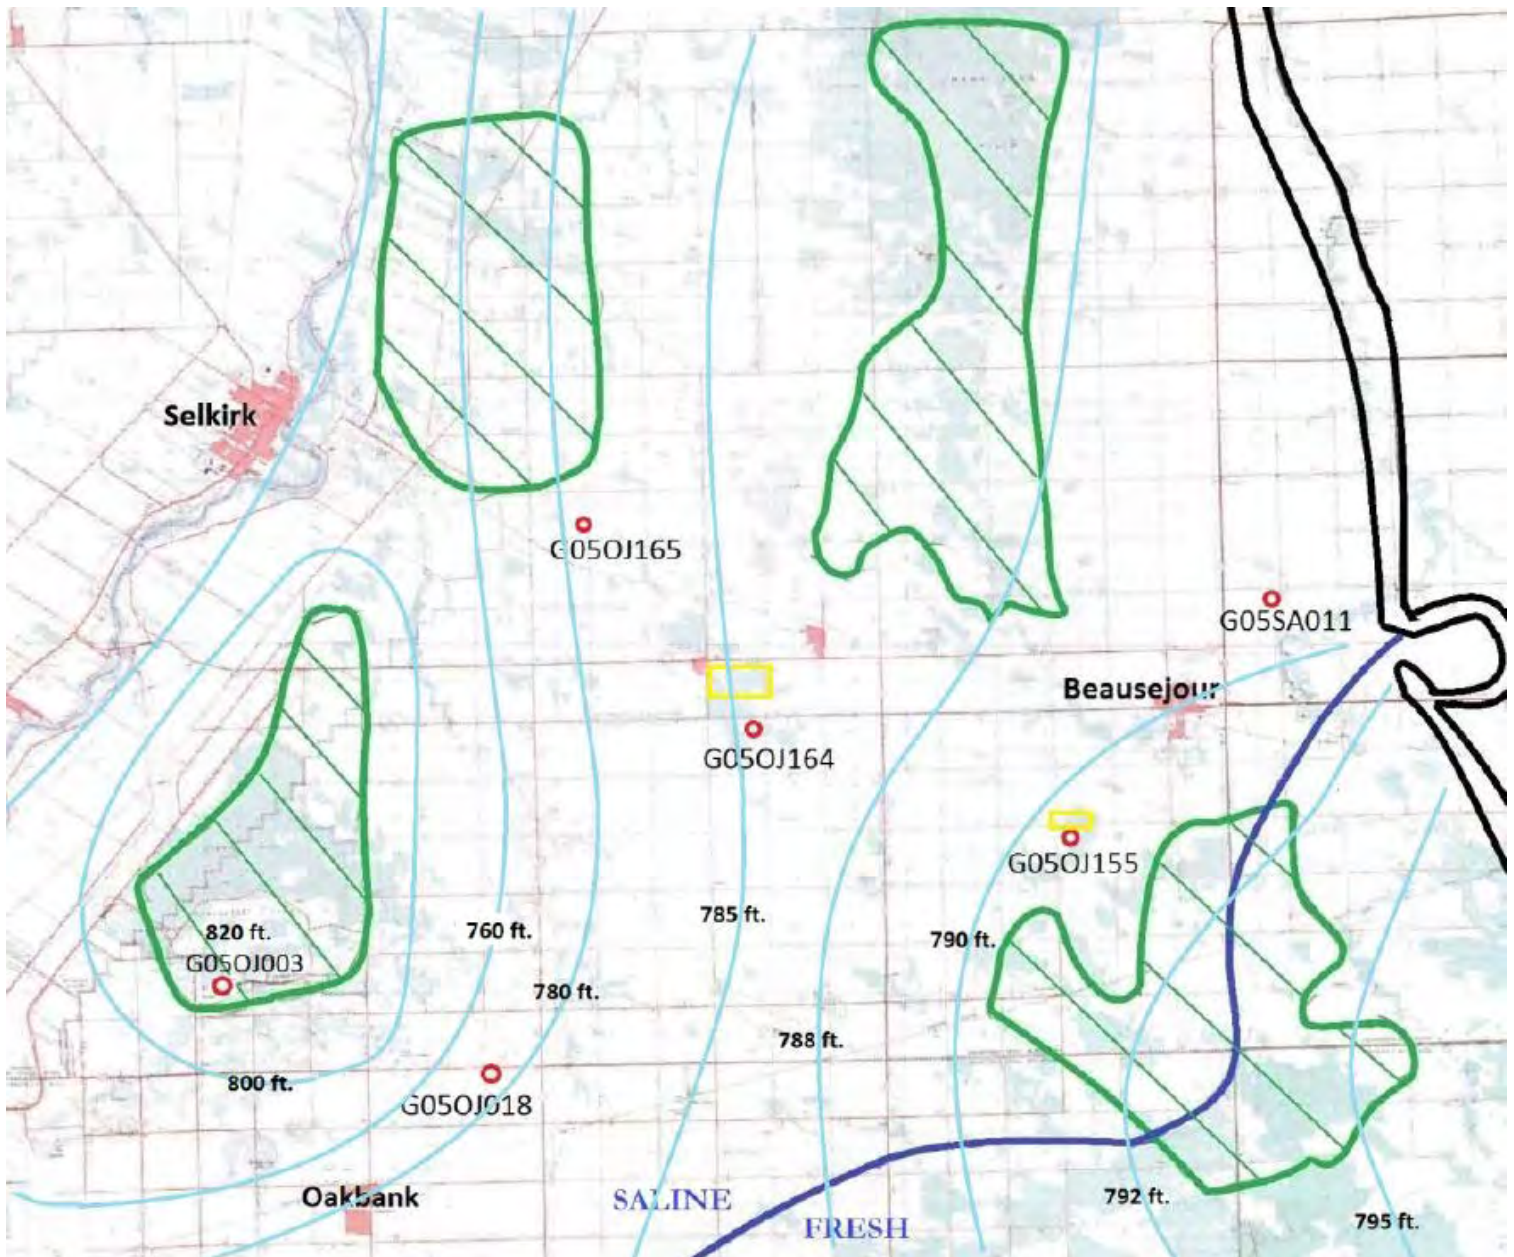 Selkirk
G05OJ165
G05SA011
Beausejour
G05OJ164
G05OJ155
785 ft.
820 ft.
760 ft.
790 ft.
G05OJ003
780 ft.
788 ft.
800 ft.
G05OJ018
Oakbank
SALINE
792 ft.
FRESH
795 ft.